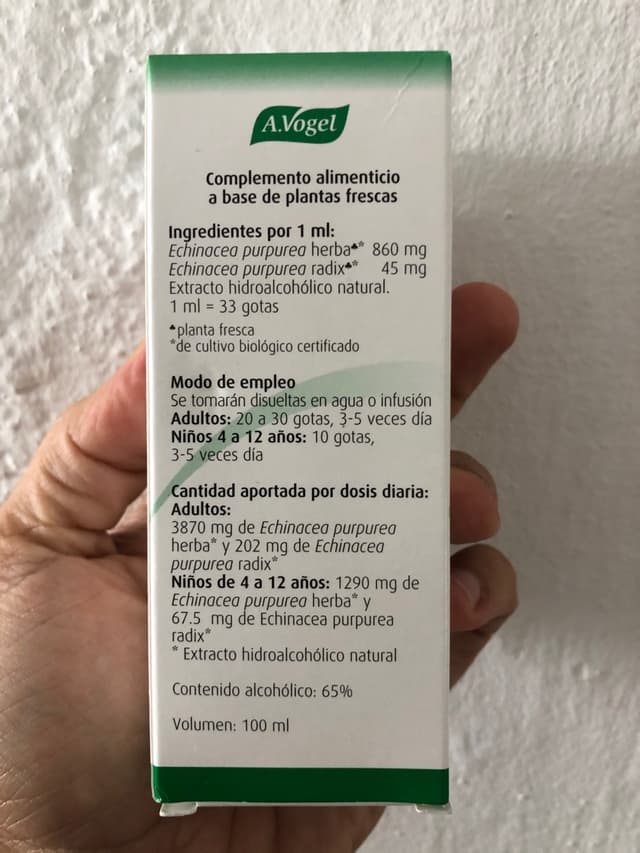 A.Vogel
Complemento alimenticio
a base de plantas frescas
Ingredientes por 1 ml:
Echinacea purpurea herba♣* 860 mg
Echinacea purpurea radix♣* 45 mg
Extracto hidroalcohólico natural.
1 ml = 33 gotas
♣planta fresca
*de cultivo biológico certificado
Modo de empleo
Se tomarán disueltas en agua o infusión
Adultos: 20 a 30 gotas, 3-5 veces día
Niños 4 a 12 años: 10 gotas,
3-5 veces día
Cantidad aportada por dosis diaria:
Adultos:
3870 mg de Echinacea purpurea
herba* y 202 mg de Echinacea
purpurea radix*
Niños de 4 a 12 años: 1290 mg de
Echinacea purpurea herba* y
67.5 mg de Echinacea purpurea
radix*
* Extracto hidroalcohólico natural
Contenido alcohólico: 65%
Volumen: 100 ml